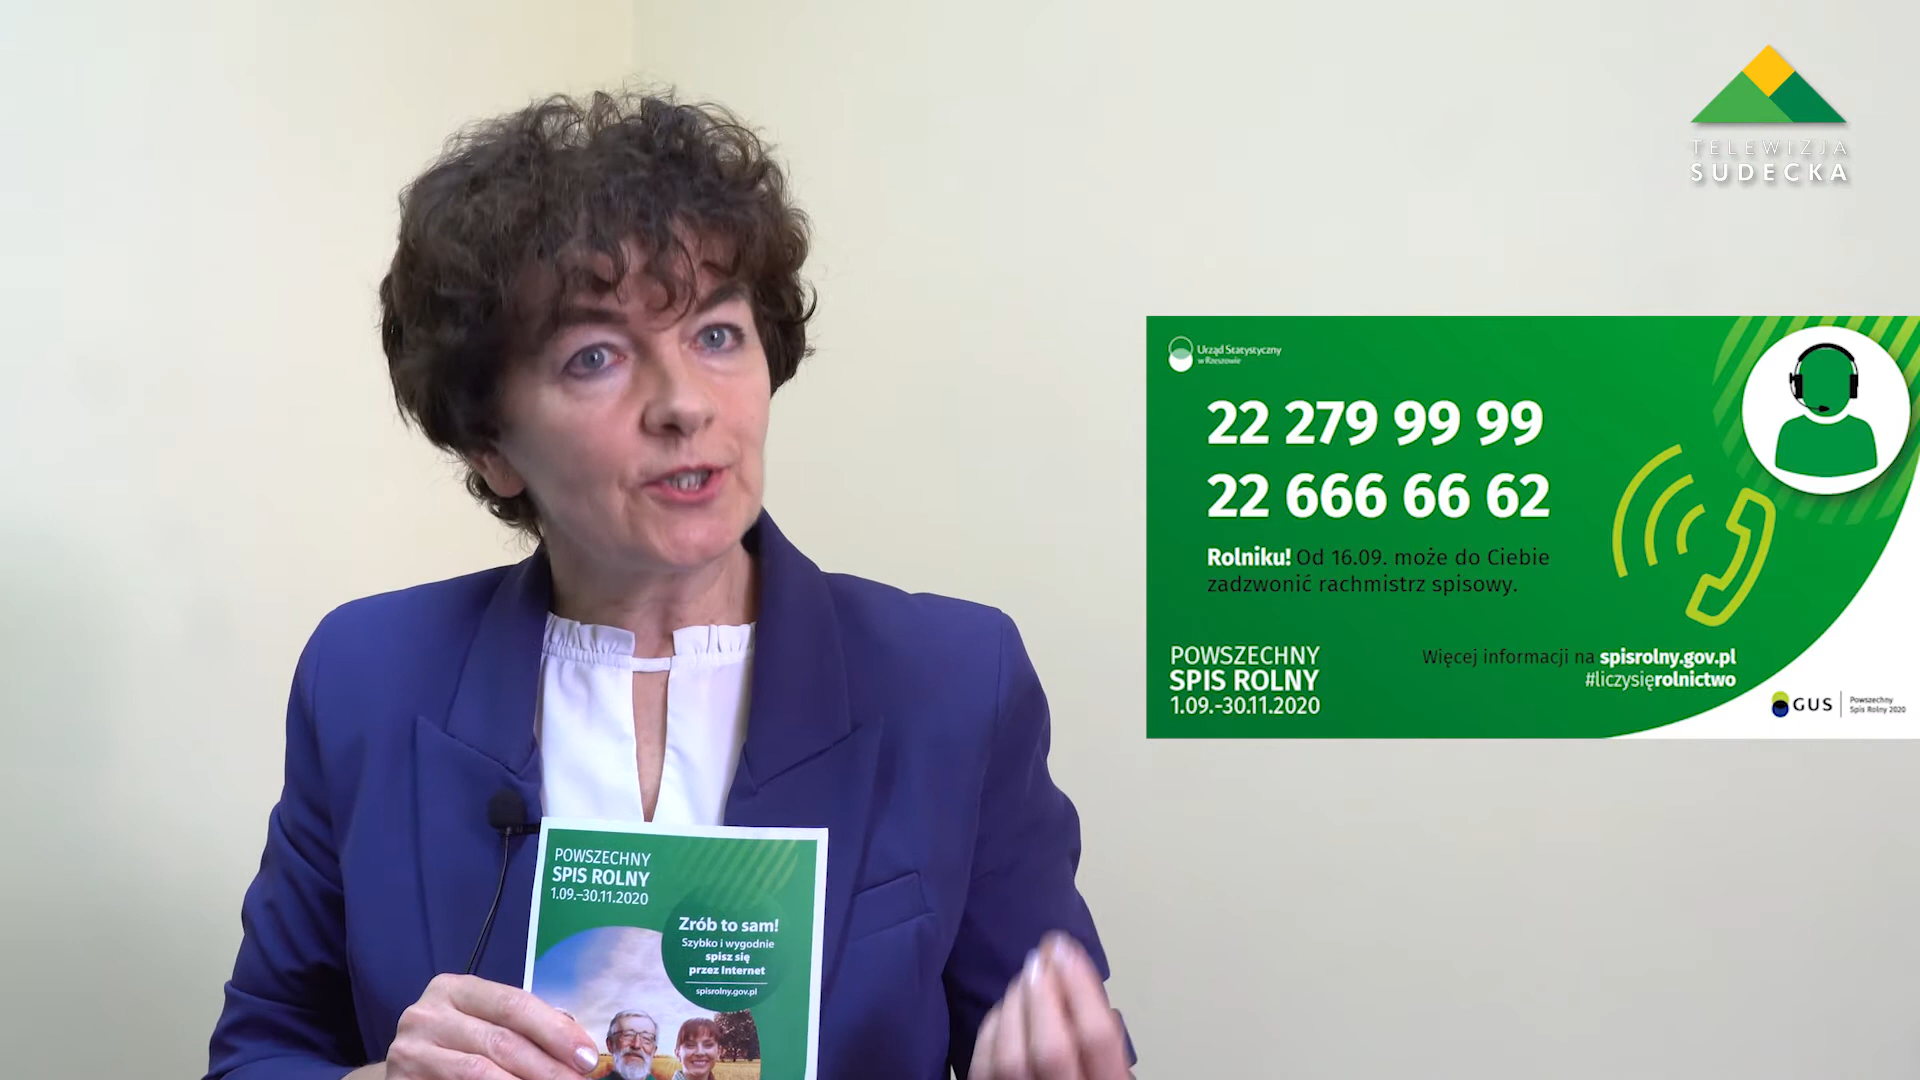 TELEWIZJA
SUDECKA
Urząd Statystyczny
w Rzeszowie
22 279 99 99
22 666 66 62
Rolniku! Od 16.09. może do Ciebie
zadzwonić rachmistrz spisowy.
POWSZECHNY
SPIS ROLNY
1.09.-30.11.2020
Więcej informacji na spisrolny.gov.pl
#liczysięrolnictwo
GUS
Powszechny
Spis Rolny 2020
POWSZECHNY
SPIS ROLNY
1.09.–30.11.2020
Zrób to sam!
Szybko i wygodnie
spisz się
przez Internet
spisrolny.gov.pl